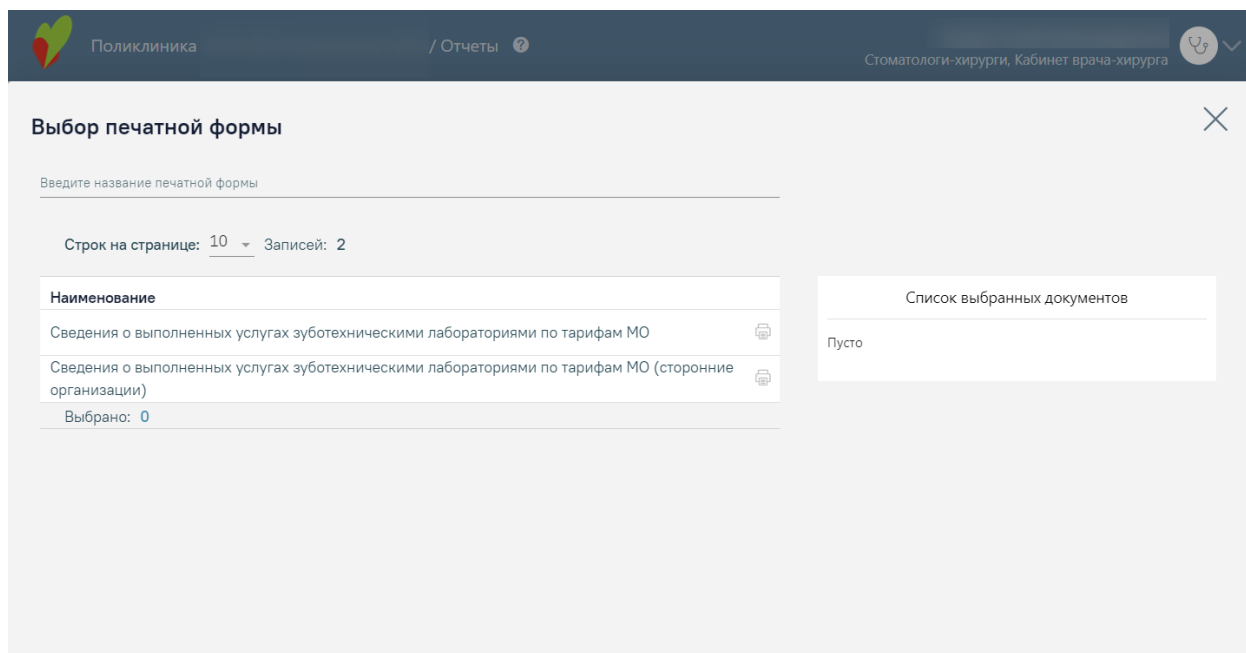 Поликлиника / Отчеты ?
Стоматологи-хирурги, Кабинет врача-хирурга
Выбор печатной формы
Введите название печатной формы
Строк на странице: 10 Записей: 2
Наименование
Сведения о выполненных услугах зуботехническими лабораториями по тарифам МО
Сведения о выполненных услугах зуботехническими лабораториями по тарифам МО (сторонние
организации)
Выбрано: 0
Список выбранных документов
Пусто